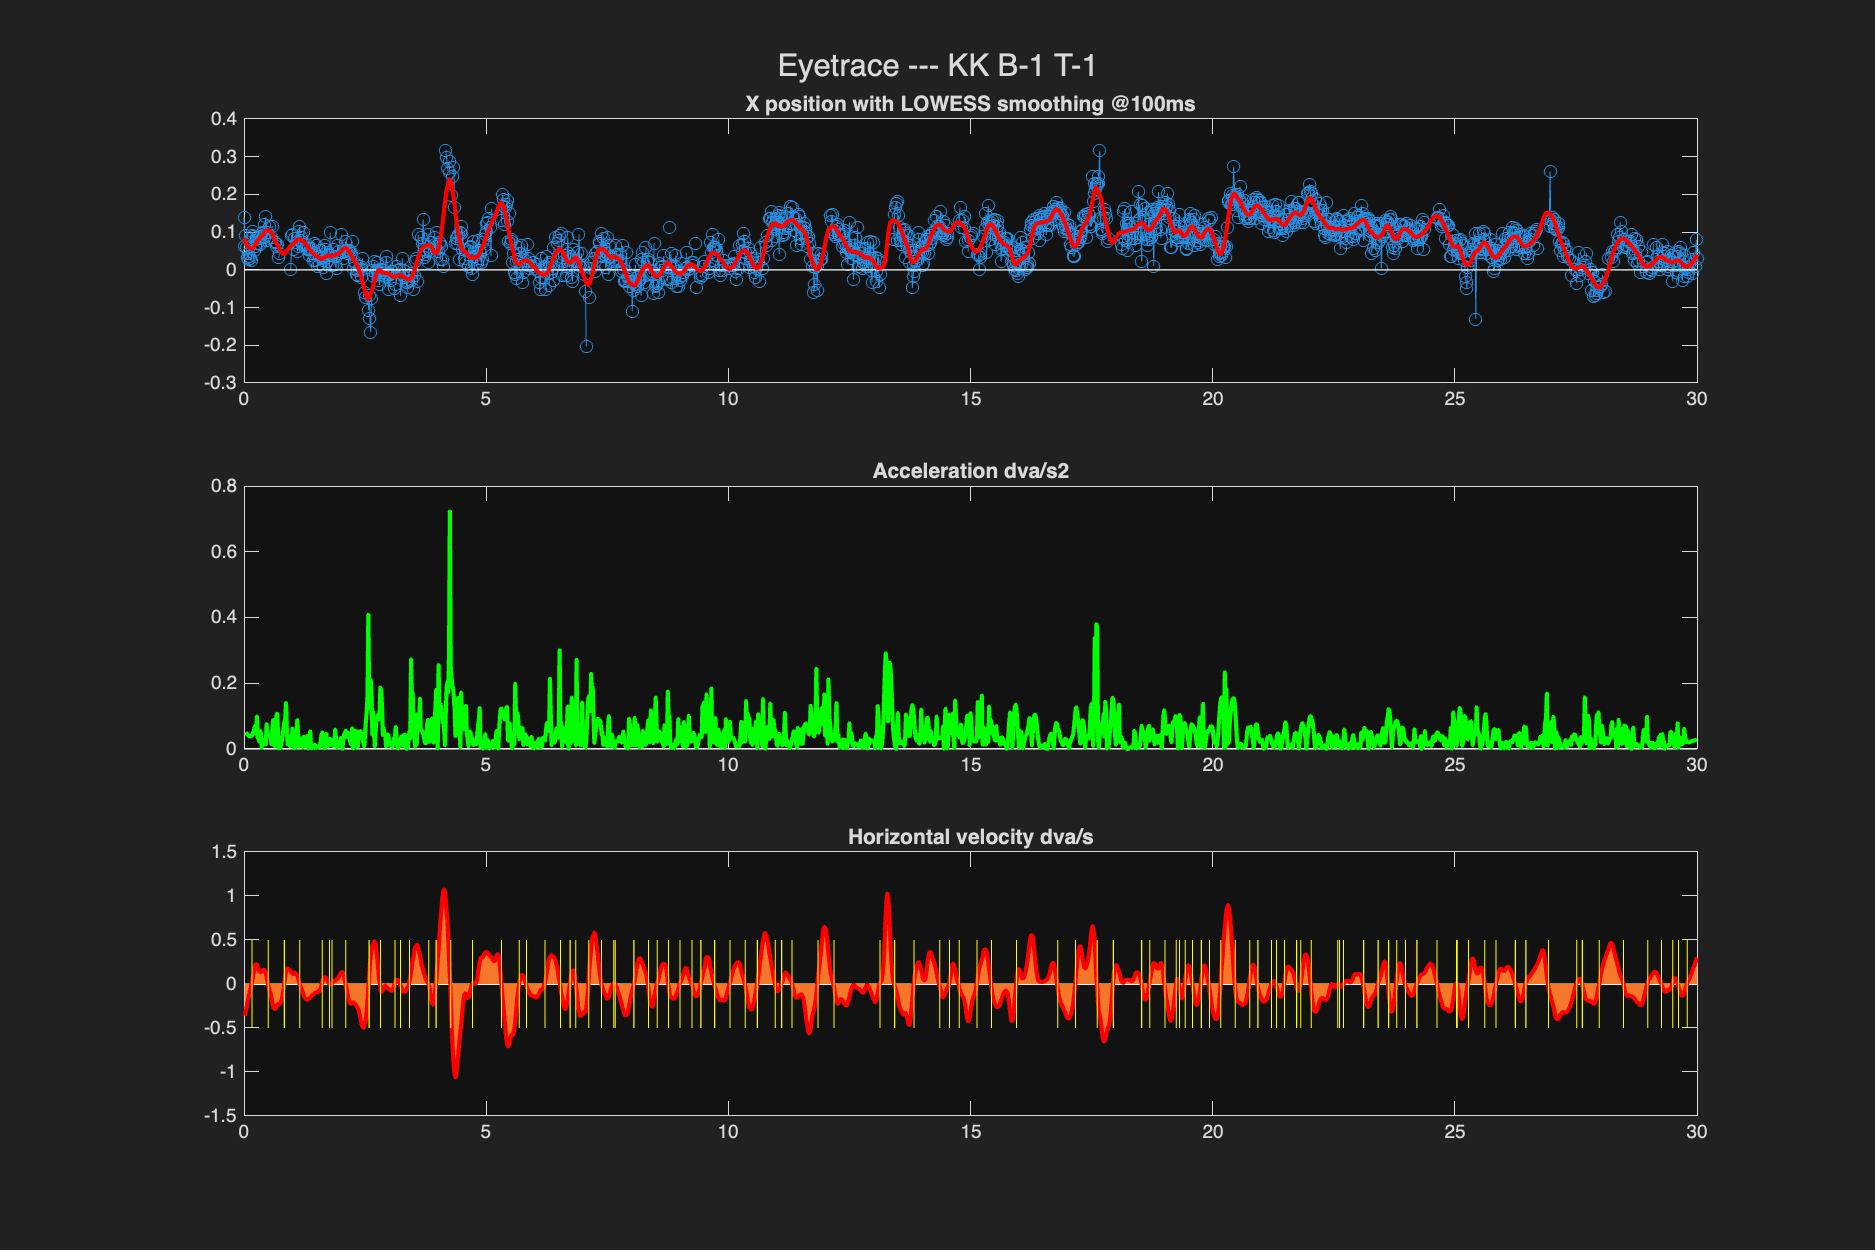 Eyetrace --- KK B-1 T-1
X position with LOWESS smoothing @100ms
0.4
0.3
0.2
0.1
0
-0.1
-0.2
-0.3
0 5 10 15 20 25 30
Acceleration dva/s2
0.8
0.6
0.4
0.2
0
0 5 10 15 20 25 30
Horizontal velocity dva/s
1.5
1
0.5
0
-0.5
-1
-1.5
0 5 10 15 20 25 30